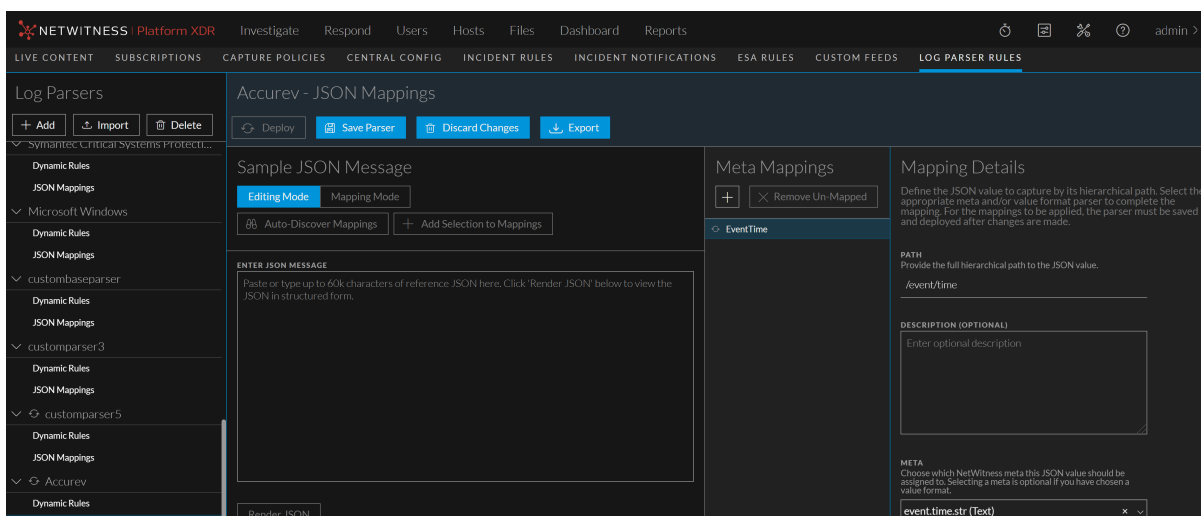 NETWITNESS | Platform XDR
Investigate Respond Users Hosts Files Dashboard Reports
admin >
LIVE CONTENT SUBSCRIPTIONS CAPTURE POLICIES CENTRAL CONFIG INCIDENT RULES INCIDENT NOTIFICATIONS ESA RULES CUSTOM FEEDS LOG PARSER RULES
Log Parsers
+ Add Import Delete
Symantec Critical Systems Protecti...
Dynamic Rules
JSON Mappings
Microsoft Windows
Dynamic Rules
JSON Mappings
custombaseparser
Dynamic Rules
JSON Mappings
customparser3
Dynamic Rules
JSON Mappings
customparser5
Dynamic Rules
JSON Mappings
Accurev
Dynamic Rules
Accurev - JSON Mappings
Deploy Save Parser Discard Changes Export
Sample JSON Message
Editing Mode Mapping Mode
Auto-Discover Mappings + Add Selection to Mappings
ENTER JSON MESSAGE
Paste or type up to 60k characters of reference JSON here. Click 'Render JSON' below to view the
JSON in structured form.
Render JSON
Meta Mappings
+ Remove Un-Mapped
EventTime
Mapping Details
Define the JSON value to capture by its hierarchical path. Select the
appropriate meta and/or value format parser to complete the
mapping. For the mappings to be applied, the parser must be saved
and deployed after changes are made.
PATH
Provide the full hierarchical path to the JSON value.
/event/time
DESCRIPTION (OPTIONAL)
Enter optional description
META
Choose which NetWitness meta this JSON value should be
assigned to. Selecting a meta is optional if you have chosen a
value format.
event.time.str (Text)